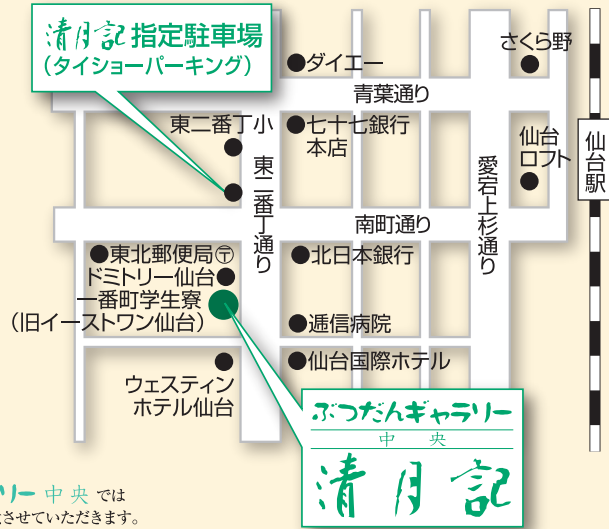 清月記指定駐車場
(タイショーパーキング)
ダイエー
さくら野
青葉通り
東二番丁小
七十七銀行
本店
仙台
ロフト
仙台駅
東二番丁通り
愛宕上杉通り
南町通り
東北郵便局〶
北日本銀行
ドミトリー仙台
一番町学生寮
(旧イーストワン仙台)
逓信病院
仙台国際ホテル
ウェスティン
ホテル仙台
ぶつだんギャラリー
中央
清月記
リー 中央 では
させていただきます。